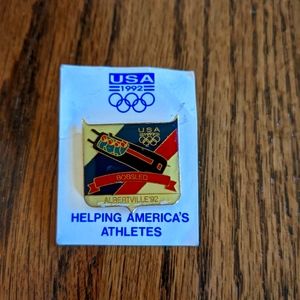 USA
1992
USA
BOBSLED
ALBERTVILLE'92
HELPING AMERICA'S
ATHLETES